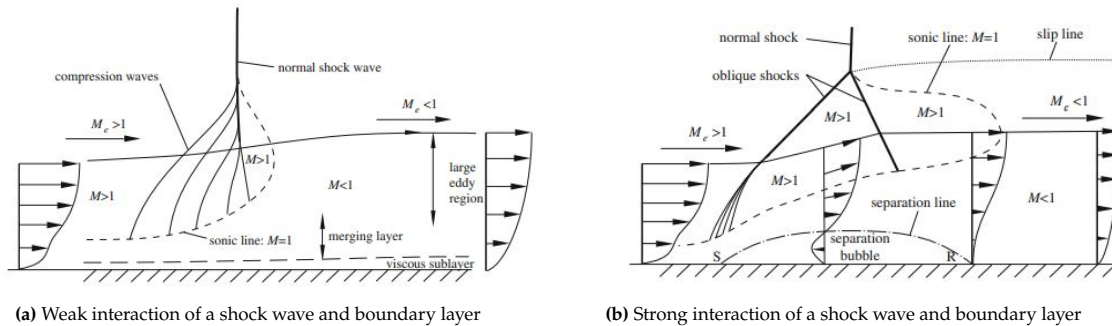 normal shock wave
compression waves
M_e >1
M_e <1
M>1
M>1
M<1
large
eddy
region
sonic line: M=1
merging layer
viscous sublayer
(a) Weak interaction of a shock wave and boundary layer
normal shock
sonic line: M=1
slip line
oblique shocks
M_e >1
M>1
M>1
M_e <1
M>1
separation line
M<1
separation
bubble
S
R
(b) Strong interaction of a shock wave and boundary layer